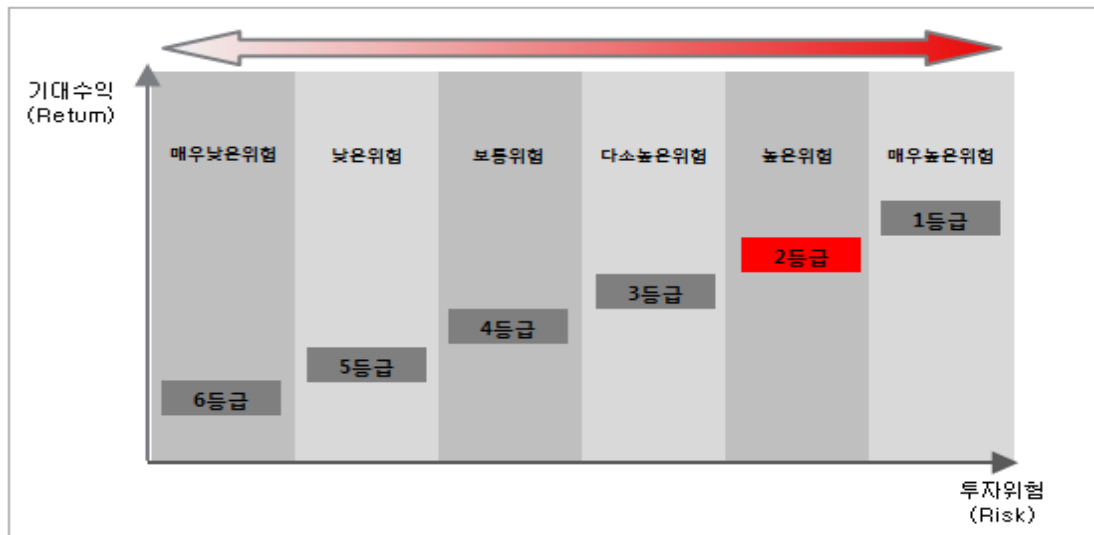 기대수익
(Return)
매우낮은위험
낮은위험
보통위험
다소높은위험
높은위험
매우높은위험
1등급
2등급
3등급
4등급
5등급
6등급
투자위험
(Risk)